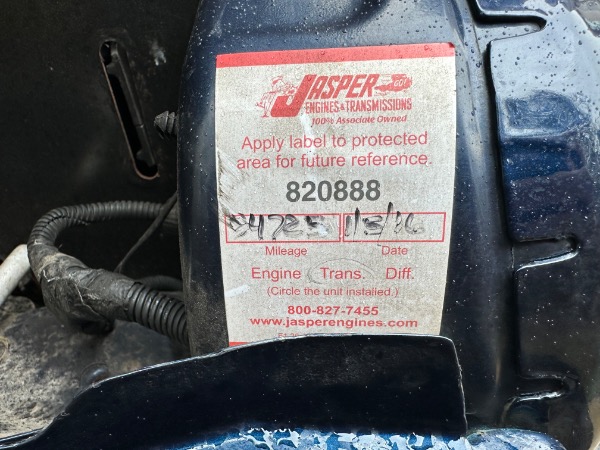 JASPER
ENGINES & TRANSMISSIONS
100% Associate Owned
Apply label to protected
area for future reference.
820888
Mileage Date
Engine Trans. Diff.
(Circle the unit installed.)
800-827-7455
www.jasperengines.com